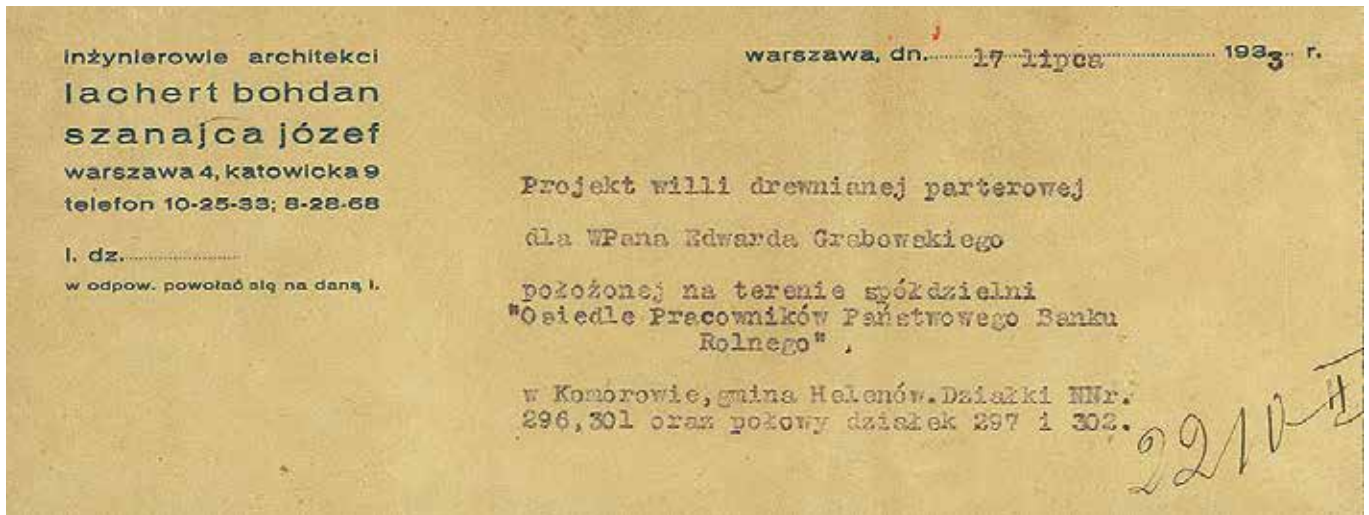 inżynierowie architekci
lachert bohdan
szanajca józef
warszawa 4, katowicka 9
telefon 10-25-33; 8-28-68
l. dz.
w odpow. powołać się na daną l.
warszawa, dn. 17 lipca 1933 r.
Projekt willi drewnianej parterowej
dla WPana Edwarda Grabowskiego
położonej na terenie spółdzielni
"Osiedle Pracowników Państwowego Banku
Rolnego" .
w Komorowie, gmina Helenów. Działki NNr.
296,301 oraz połowy działek 297 i 302.
2210